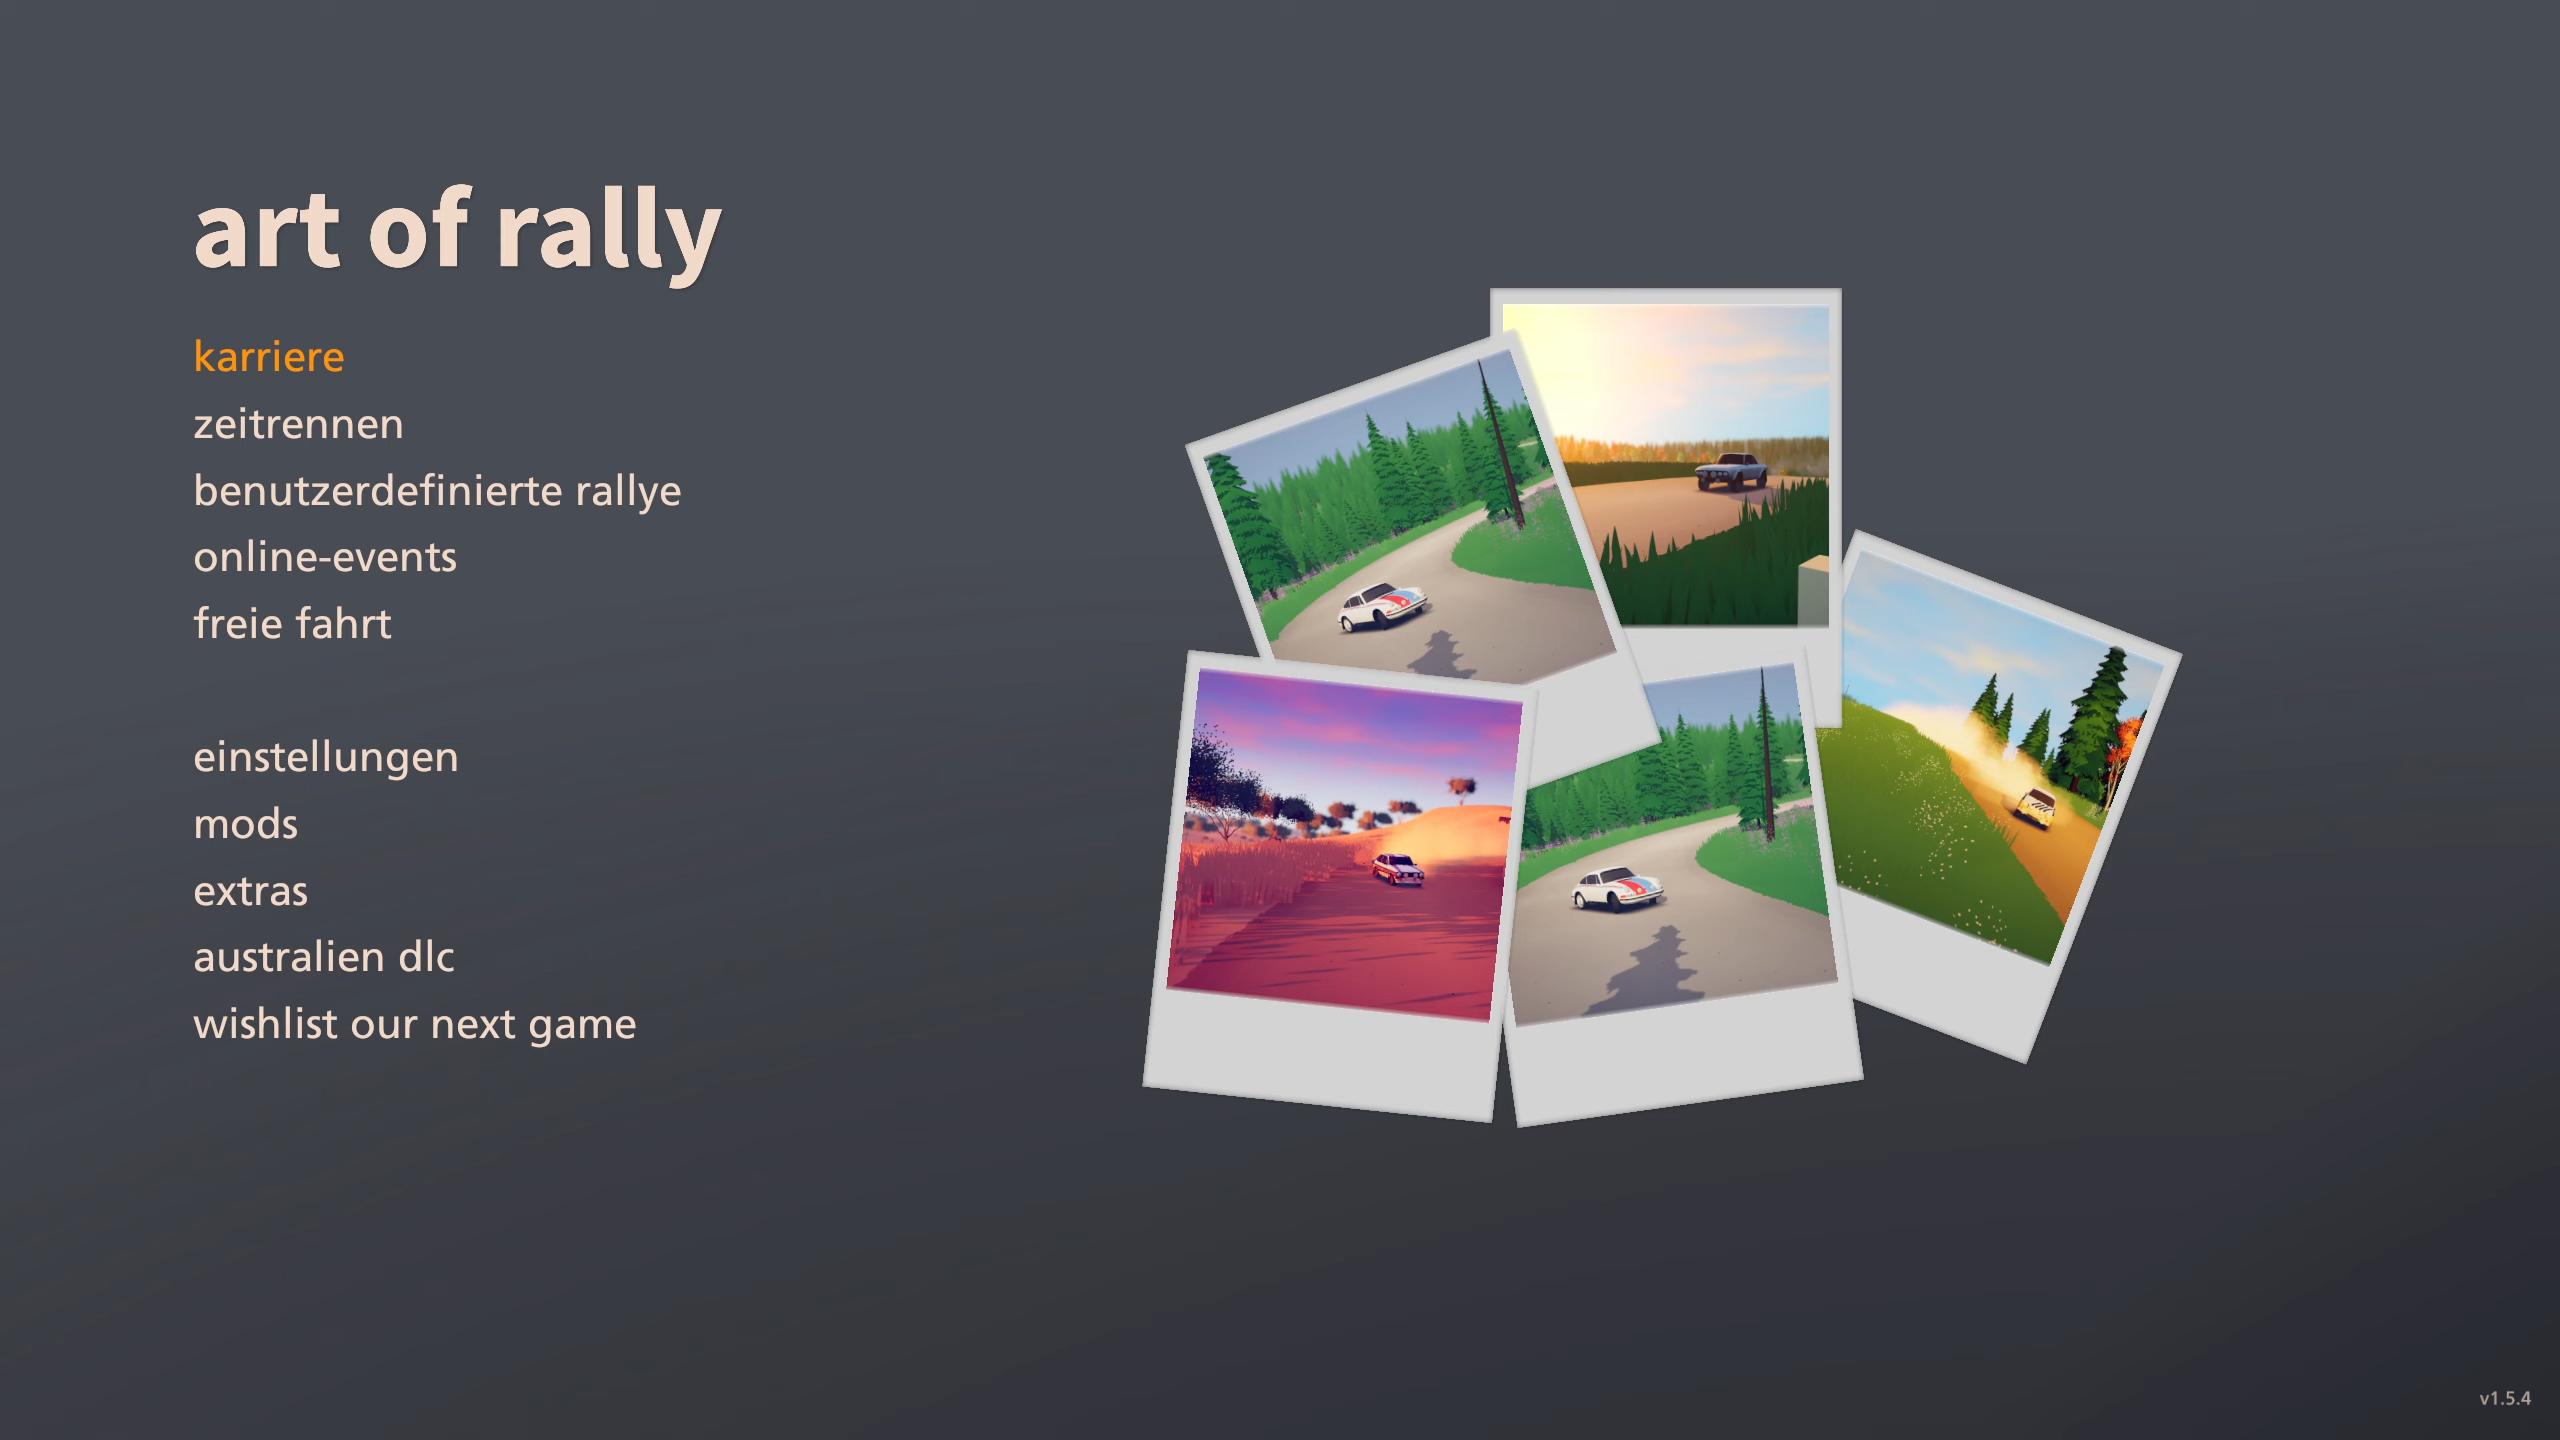 art of rally
karriere
zeitrennen
benutzerdefinierte rallye
online-events
freie fahrt
einstellungen
mods
extras
australien dlc
wishlist our next game
v1.5.4